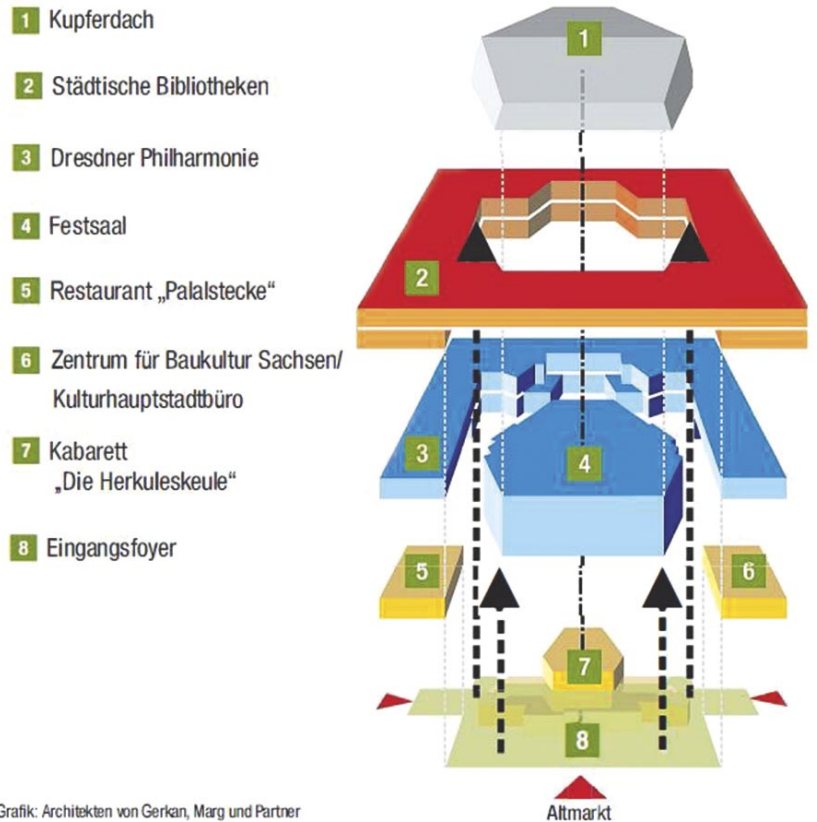 1 Kupferdach
2 Städtische Bibliotheken
3 Dresdner Philharmonie
4 Festsaal
5 Restaurant „Palalstecke“
6 Zentrum für Baukultur Sachsen/
Kulturhauptstadtbüro
7 Kabarett
„Die Herkuleskeule“
8 Eingangsfoyer
1
2
3
4
5
6
7
8
Altmarkt
Grafik: Architekten von Gerkan, Marg und Partner